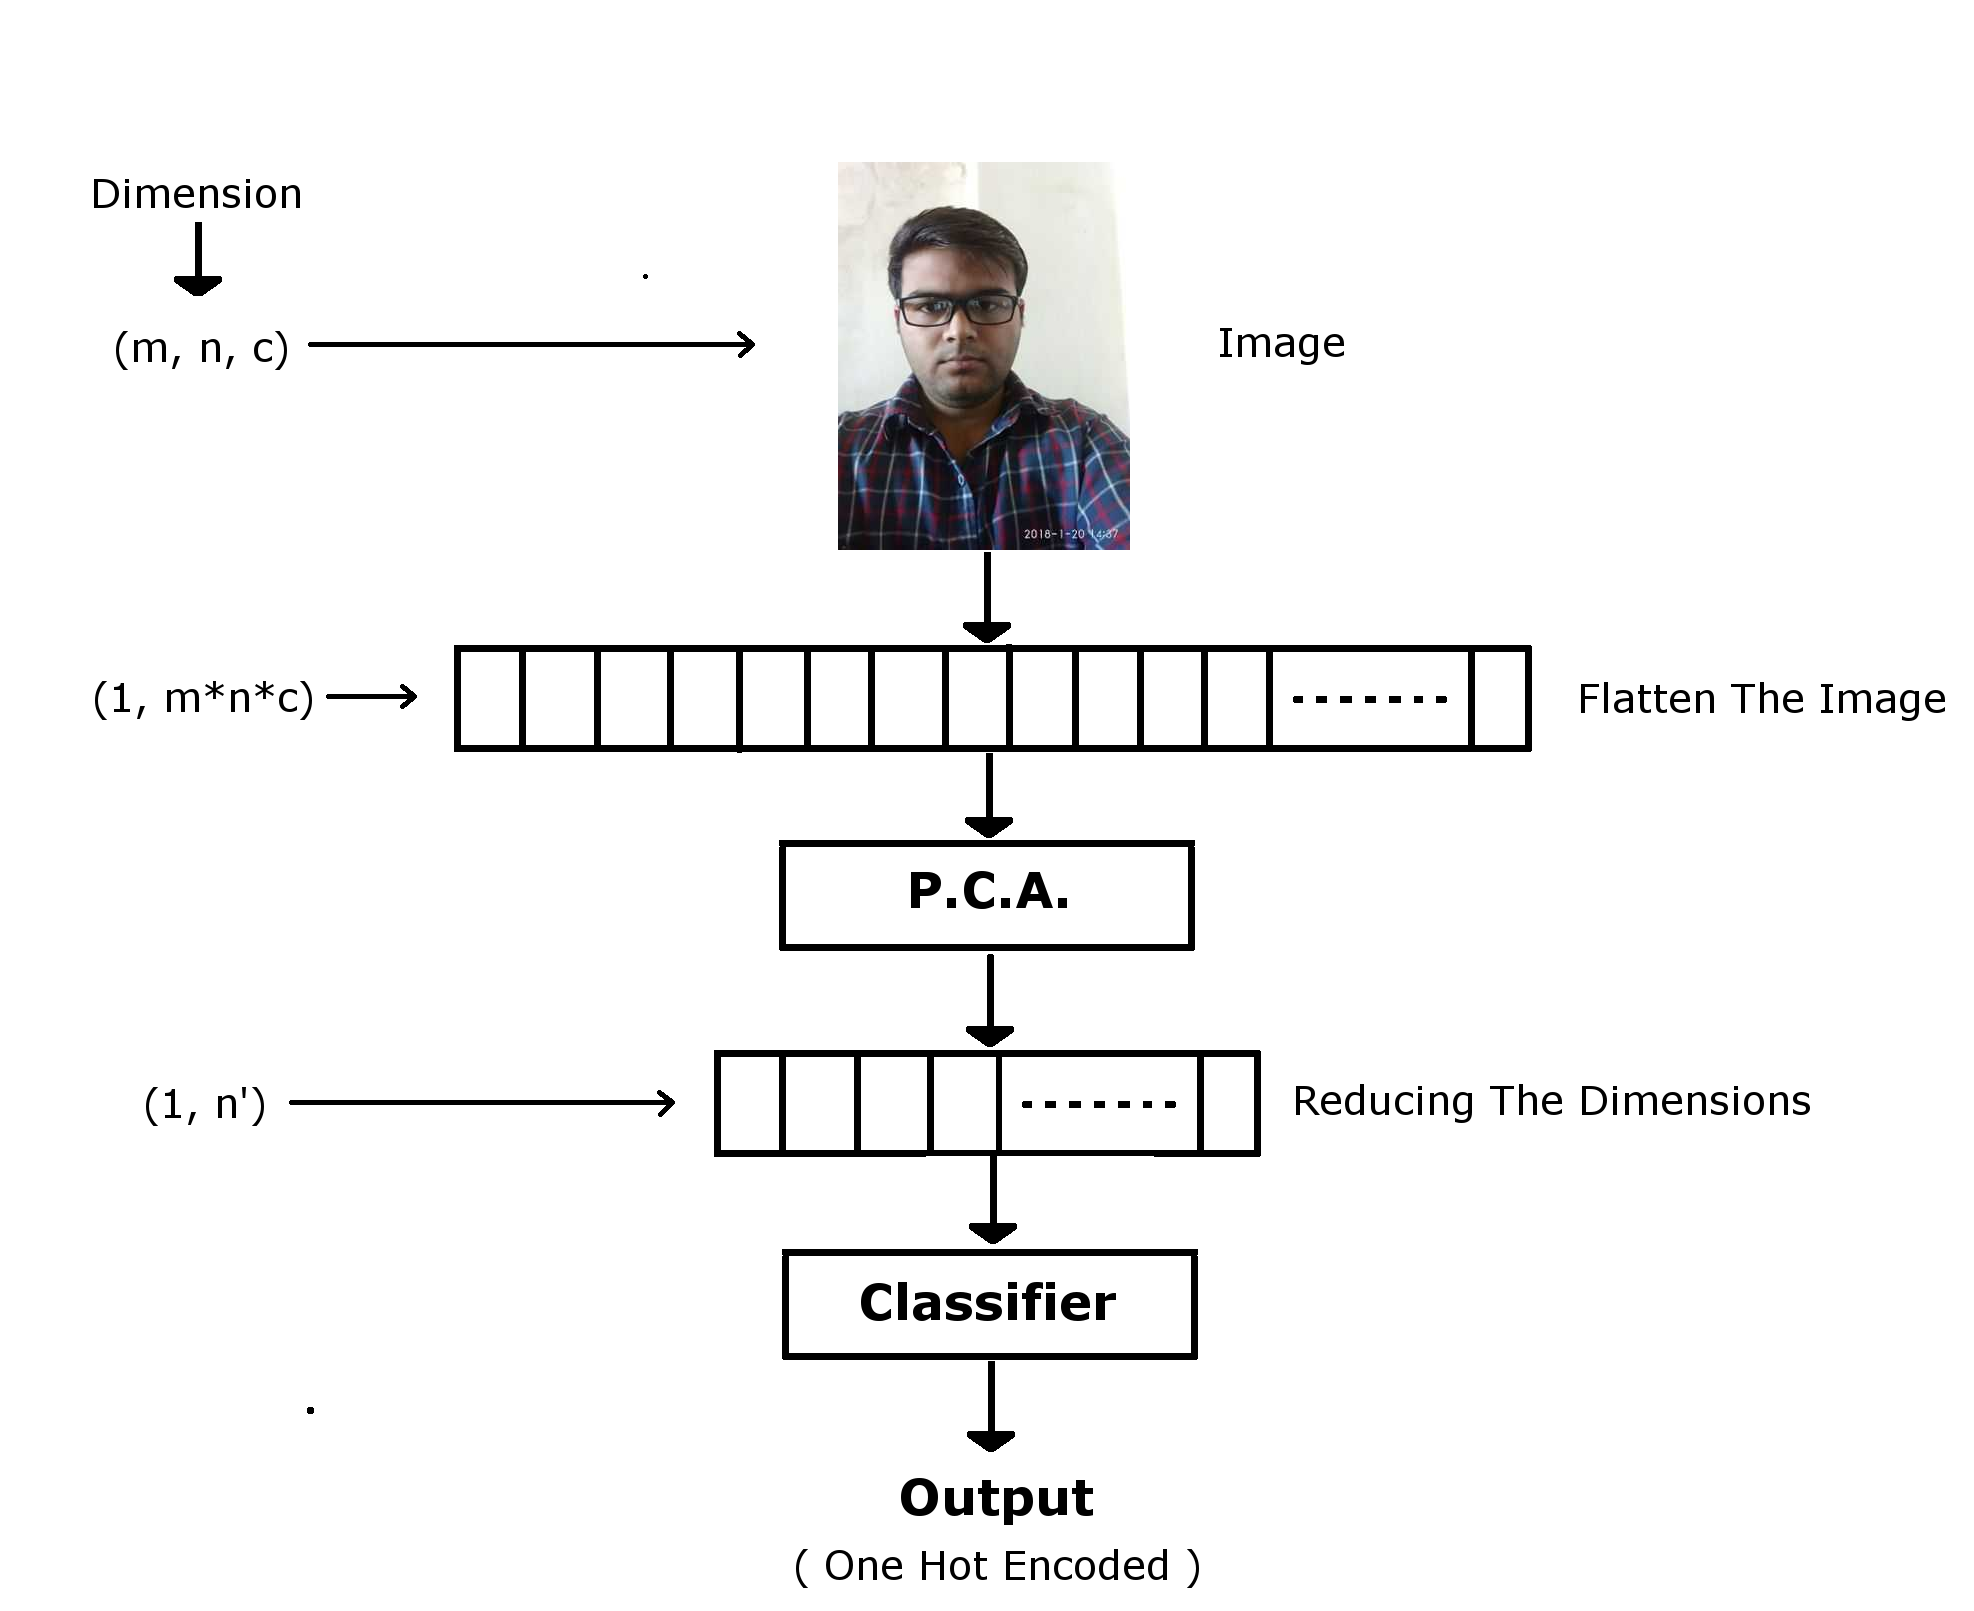 Dimension
(m, n, c)
Image
2018-1-20 14:37
(1, m*n*c)
Flatten The Image
P.C.A.
(1, n')
Reducing The Dimensions
Classifier
Output
( One Hot Encoded )